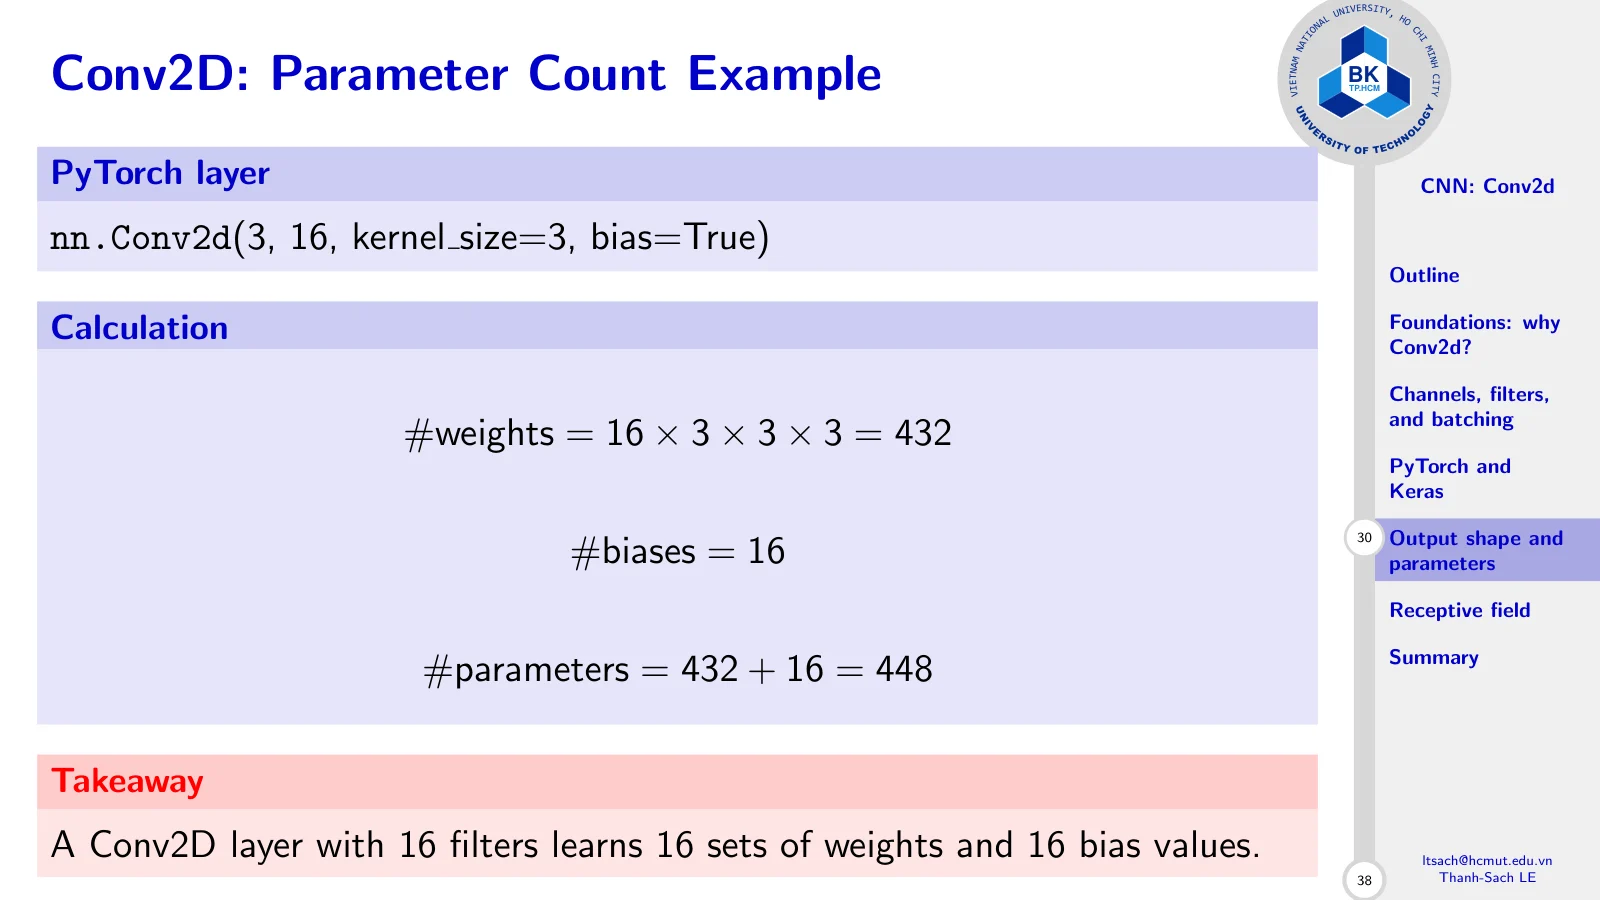 Conv2D: Parameter Count Example
PyTorch layer
nn.Conv2d(3, 16, kernel_size=3, bias=True)
Calculation
#weights = 16 × 3 × 3 × 3 = 432
#biases = 16
#parameters = 432 + 16 = 448
Takeaway
A Conv2D layer with 16 filters learns 16 sets of weights and 16 bias values.
VIETNAM NATIONAL UNIVERSITY, HO CHI MINH CITY
BK
TP.HCM
UNIVERSITY OF TECHNOLOGY
CNN: Conv2d
Outline
Foundations: why
Conv2d?
Channels, filters,
and batching
PyTorch and
Keras
30
Output shape and
parameters
Receptive field
Summary
ltsach@hcmut.edu.vn
Thanh-Sach LE
38